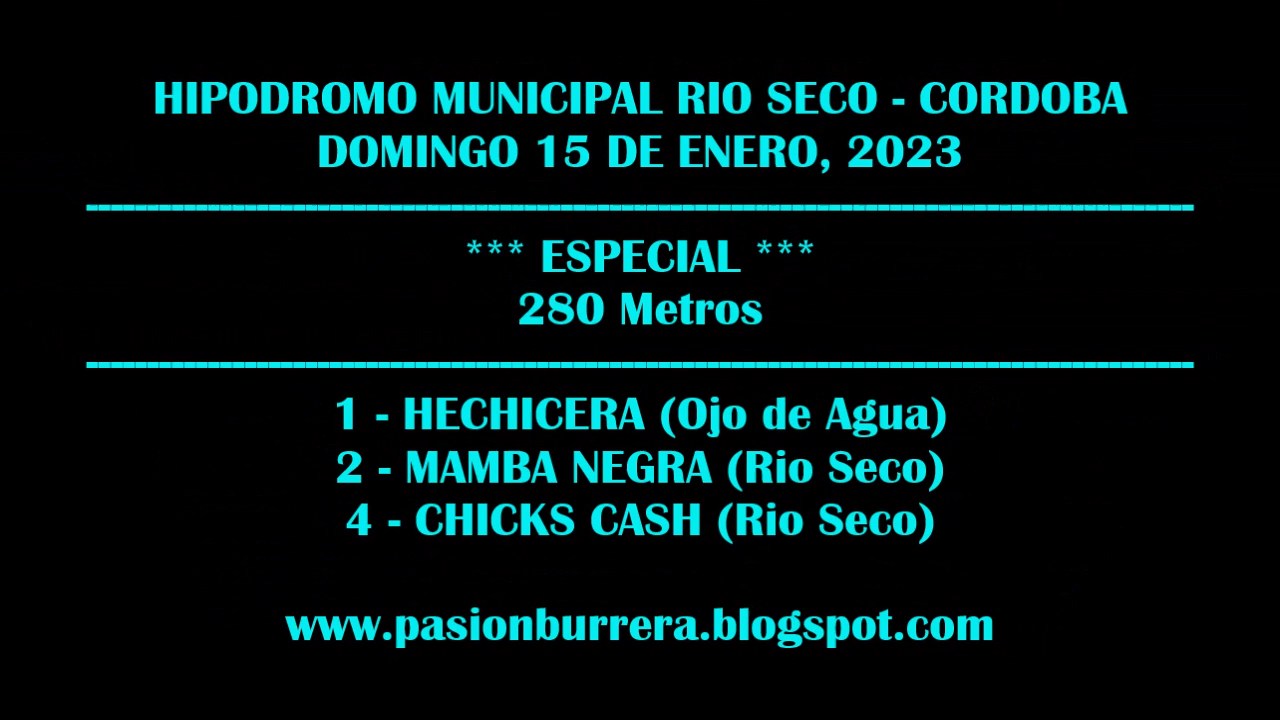 HIPODROMO MUNICIPAL RIO SECO - CORDOBA
DOMINGO 15 DE ENERO, 2023
*** ESPECIAL ***
280 Metros
1 - HECHICERA (Ojo de Agua)
2 - MAMBA NEGRA (Rio Seco)
4 - CHICKS CASH (Rio Seco)
www.pasionburrera.blogspot.com